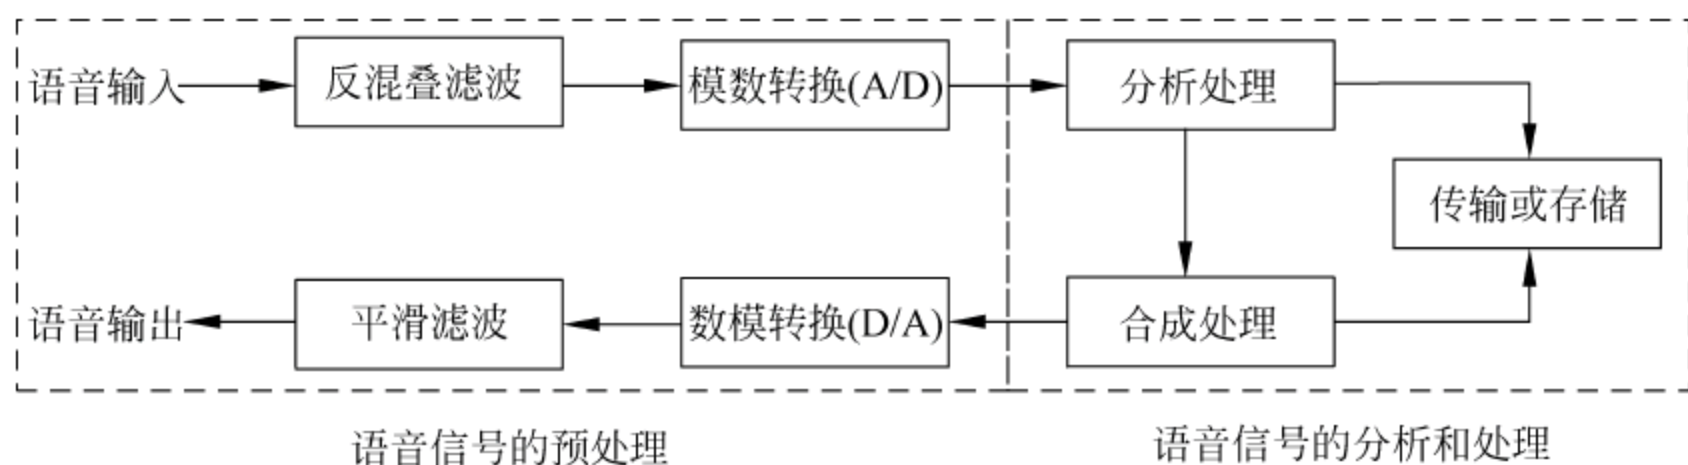 语音输入
反混叠滤波
模数转换(A/D)
分析处理
传输或存储
语音输出
平滑滤波
数模转换(D/A)
合成处理
语音信号的预处理
语音信号的分析和处理